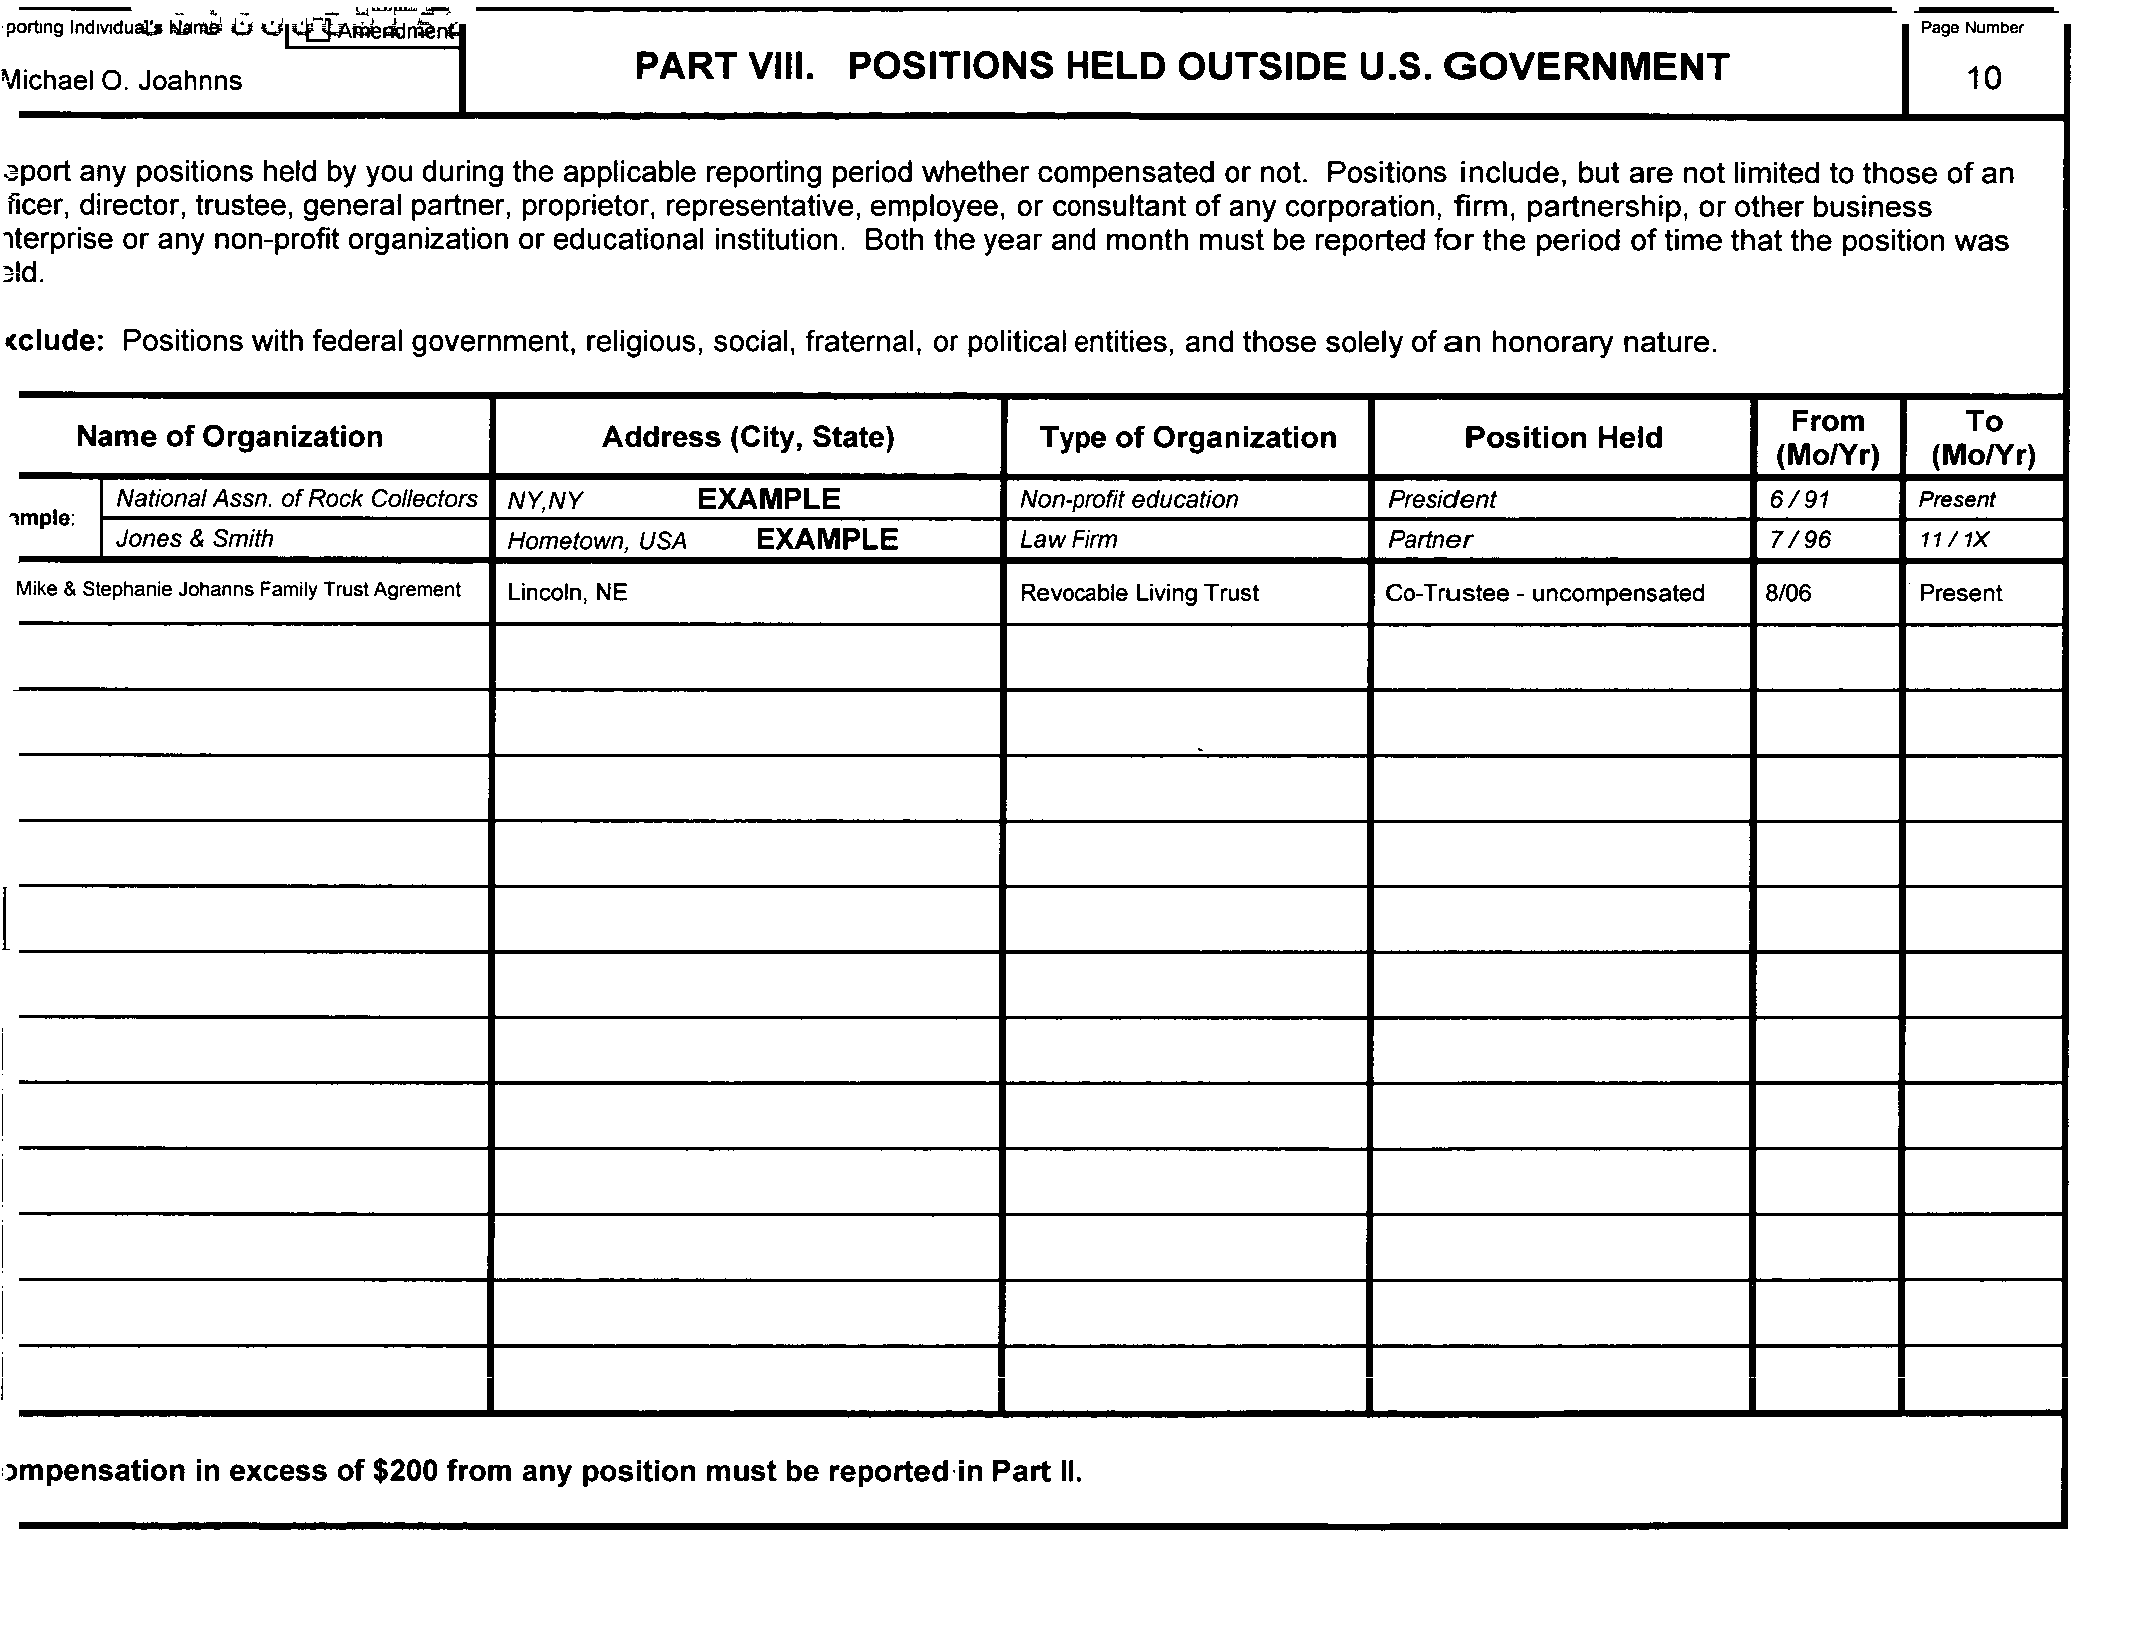 porting Individual's Name
Amendment
Michael O. Joahnns
PART VIII. POSITIONS HELD OUTSIDE U.S. GOVERNMENT
Page Number
10
eport any positions held by you during the applicable reporting period whether compensated or not. Positions include, but are not limited to those of an
ficer, director, trustee, general partner, proprietor, representative, employee, or consultant of any corporation, firm, partnership, or other business
nterprise or any non-profit organization or educational institution. Both the year and month must be reported for the period of time that the position was
eld.
xclude: Positions with federal government, religious, social, fraternal, or political entities, and those solely of an honorary nature.
Name of Organization Address (City, State) Type of Organization Position Held From (Mo/Yr) To (Mo/Yr)
ample:
National Assn. of Rock Collectors NY,NY EXAMPLE Non-profit education President 6 / 91 Present
Jones & Smith Hometown, USA EXAMPLE Law Firm Partner 7 / 96 11 / 1X
Mike & Stephanie Johanns Family Trust Agrement Lincoln, NE Revocable Living Trust Co-Trustee - uncompensated 8/06 Present
ompensation in excess of $200 from any position must be reported in Part II.